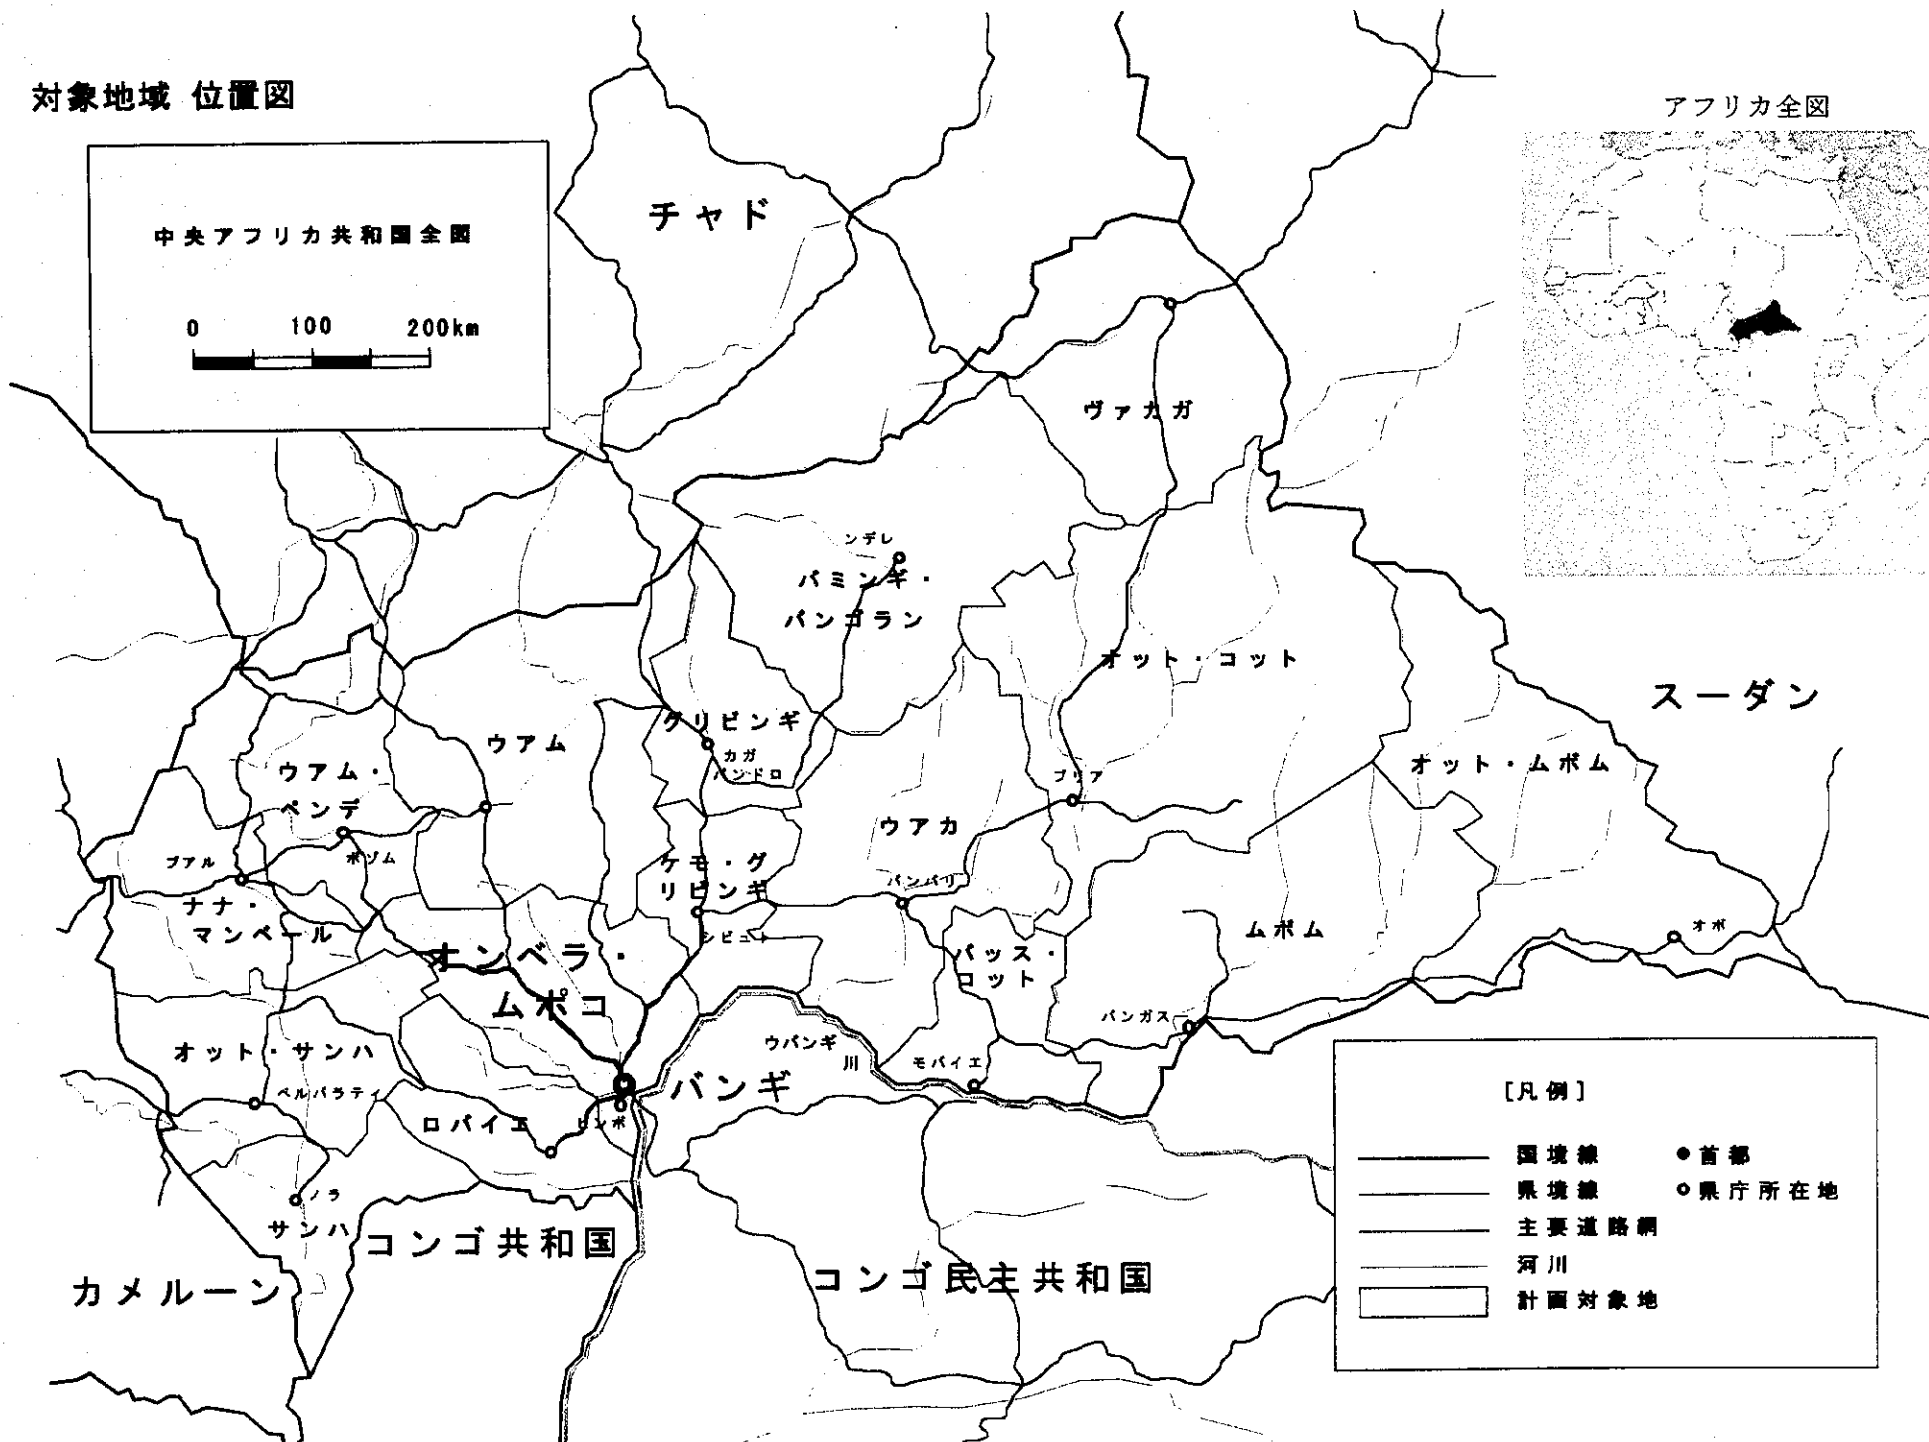 対象地域 位置図
アフリカ全図
中央アフリカ共和国全図
0 100 200km
チャド
ヴァカガ
ンデレ
バミンギ・
バンゴラン
オット・コット
スーダン
グリビンギ
カガ
バンドロ
ウアム
ウアム・
ペンデ
オット・ムボム
ブリア
ウアカ
ボゾム
ブアル
ケモ・グ
リビンギ
バンバリ
ナナ・
マンベール
シビュト
オンベラ・
ムポコ
バッス・
コット
ムボム
オボ
バンガス
ウバンギ
川
モバイエ
オット・サンハ
ベルバラティ
バンギ
ビンボ
ロバイエ
ノラ
サンハ
コンゴ共和国
カメルーン
コンゴ民主共和国
[凡例]
国境線
●首都
県境線
○県庁所在地
主要道路網
河川
計画対象地